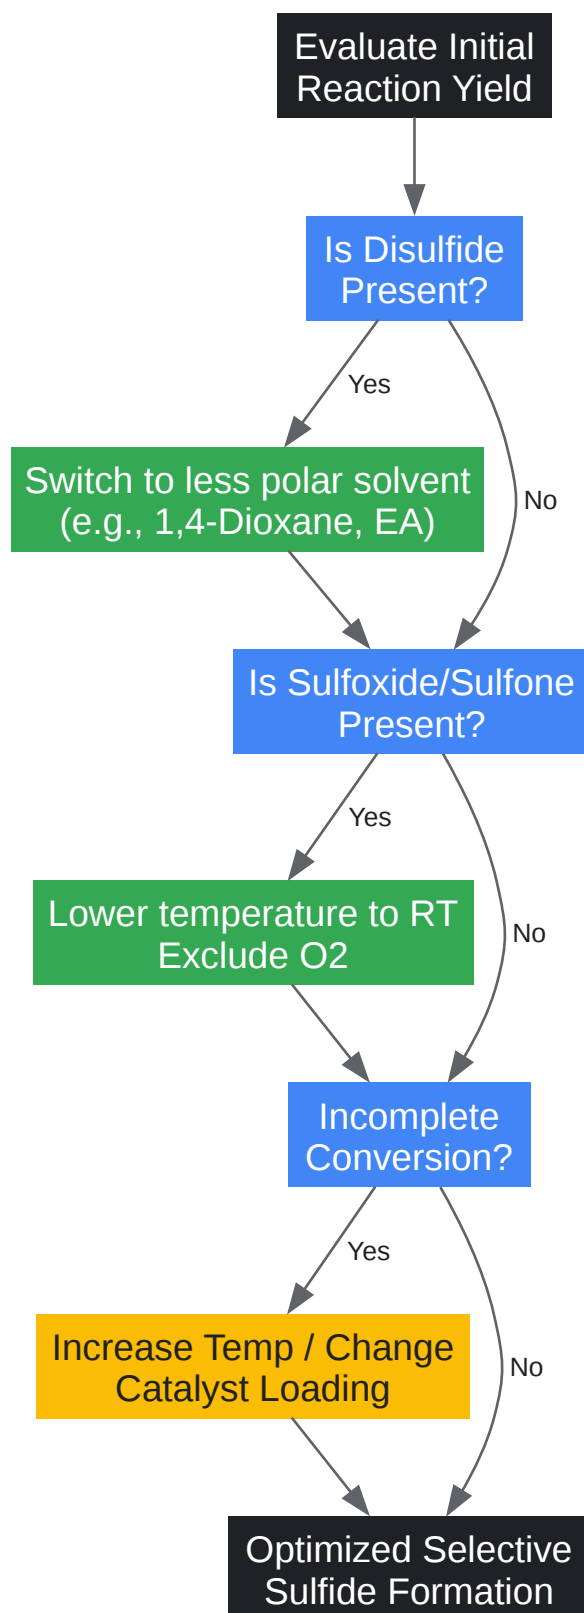 Evaluate Initial
Reaction Yield
Is Disulfide
Present?
Yes
Switch to less polar solvent
(e.g., 1,4-Dioxane, EA)
No
Is Sulfoxide/Sulfone
Present?
Yes
Lower temperature to RT
Exclude O2
No
Incomplete
Conversion?
Yes
Increase Temp / Change
Catalyst Loading
No
Optimized Selective
Sulfide Formation